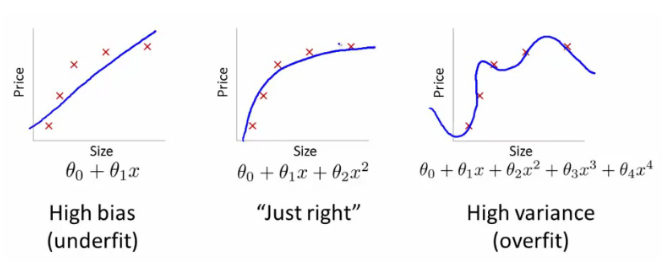 Price
Size
θ₀ + θ₁x
High bias
(underfit)
Price
Size
θ₀ + θ₁x + θ₂x²
“Just right”
Price
Size
θ₀ + θ₁x + θ₂x² + θ₃x³ + θ₄x⁴
High variance
(overfit)